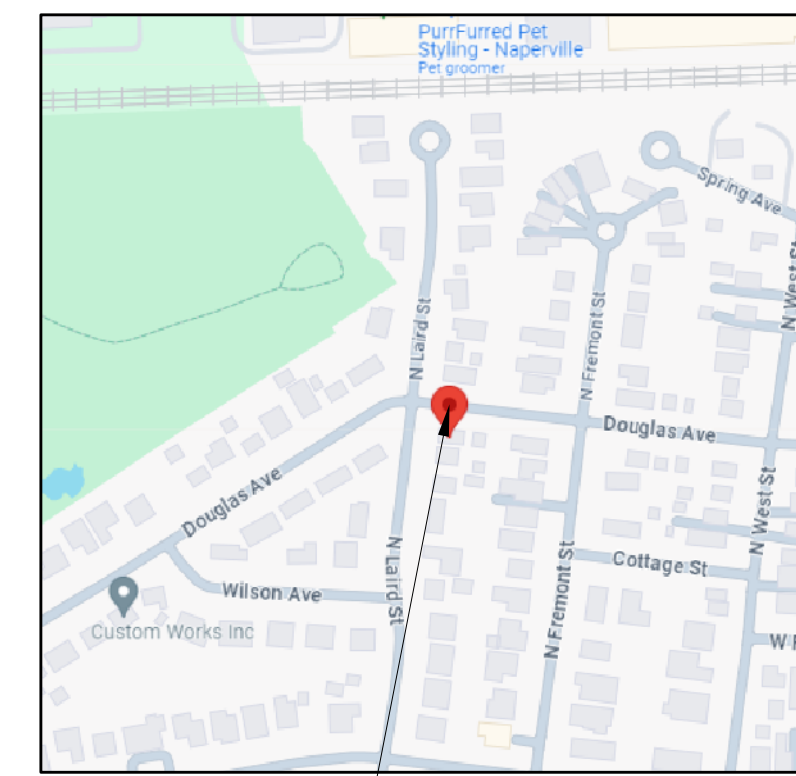 PurrFurred Pet
Styling - Naperville
Pet groomer
Spring Ave
N West St
N Laird St
N Fremont St
Douglas Ave
Douglas Ave
N West St
N Laird St
N Fremont St
Cottage St
Wilson Ave
Custom Works Inc
W